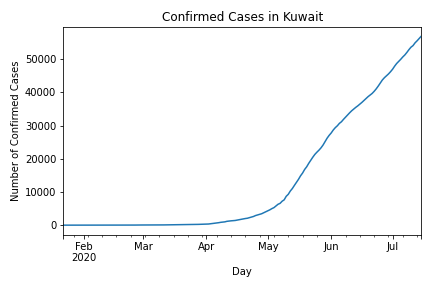 Confirmed Cases in Kuwait
Number of Confirmed Cases
50000
40000
30000
20000
10000
0
Feb Mar Apr May Jun Jul
2020
Day